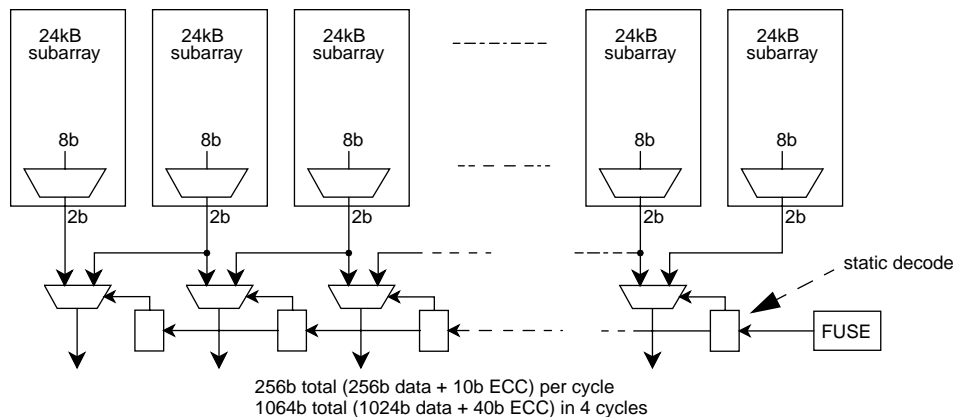 24kB
subarray
24kB
subarray
24kB
subarray
24kB
subarray
24kB
subarray
8b
8b
8b
8b
8b
2b
2b
2b
2b
2b
static decode
FUSE
256b total (256b data + 10b ECC) per cycle
1064b total (1024b data + 40b ECC) in 4 cycles